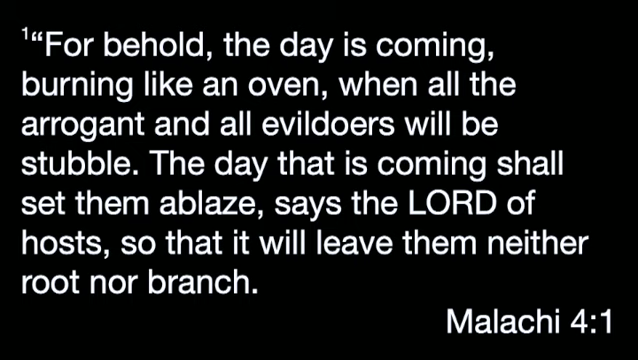 ¹“For behold, the day is coming,
burning like an oven, when all the
arrogant and all evildoers will be
stubble. The day that is coming shall
set them ablaze, says the LORD of
hosts, so that it will leave them neither
root nor branch.
Malachi 4:1